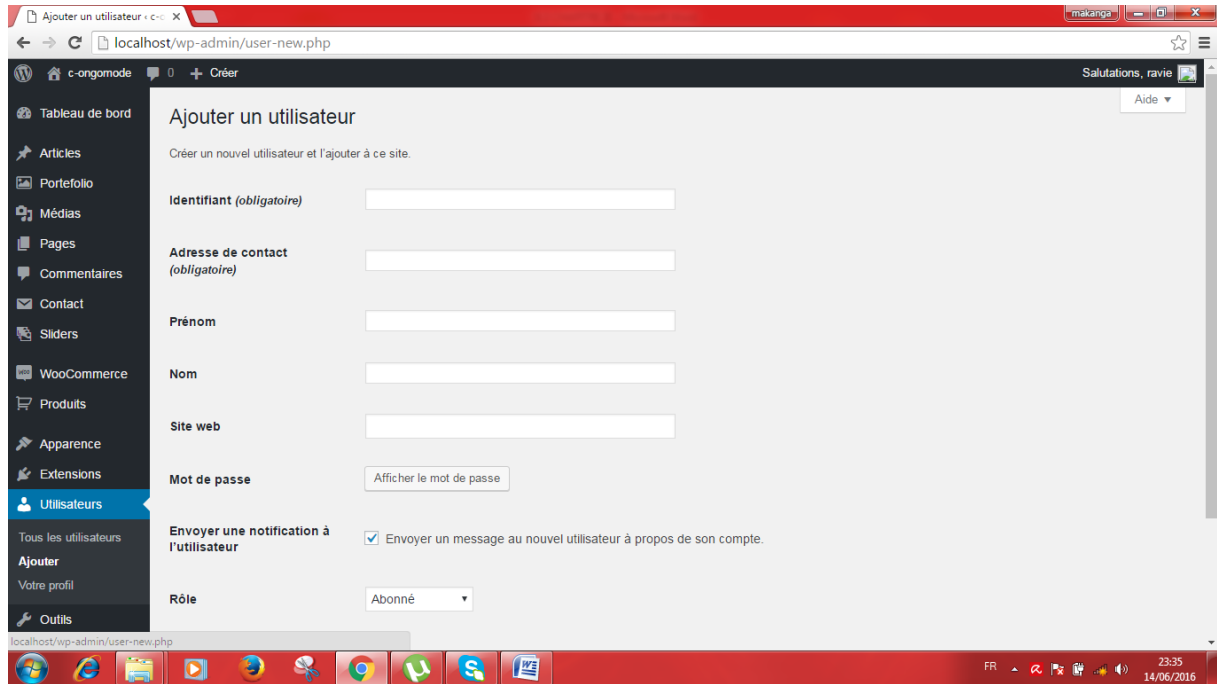 Ajouter un utilisateur ‹ c-c
makanga
localhost/wp-admin/user-new.php
c-ongomode
0
Créer
Salutations, ravie
Aide
Tableau de bord
Articles
Portefolio
Médias
Pages
Commentaires
Contact
Sliders
WooCommerce
Produits
Apparence
Extensions
Utilisateurs
Tous les utilisateurs
Ajouter
Votre profil
Outils
Ajouter un utilisateur
Créer un nouvel utilisateur et l'ajouter à ce site.
Identifiant (obligatoire)
Adresse de contact
(obligatoire)
Prénom
Nom
Site web
Mot de passe
Afficher le mot de passe
Envoyer une notification à
l'utilisateur
Envoyer un message au nouvel utilisateur à propos de son compte.
Rôle
Abonné
localhost/wp-admin/user-new.php
FR
23:35
14/06/2016